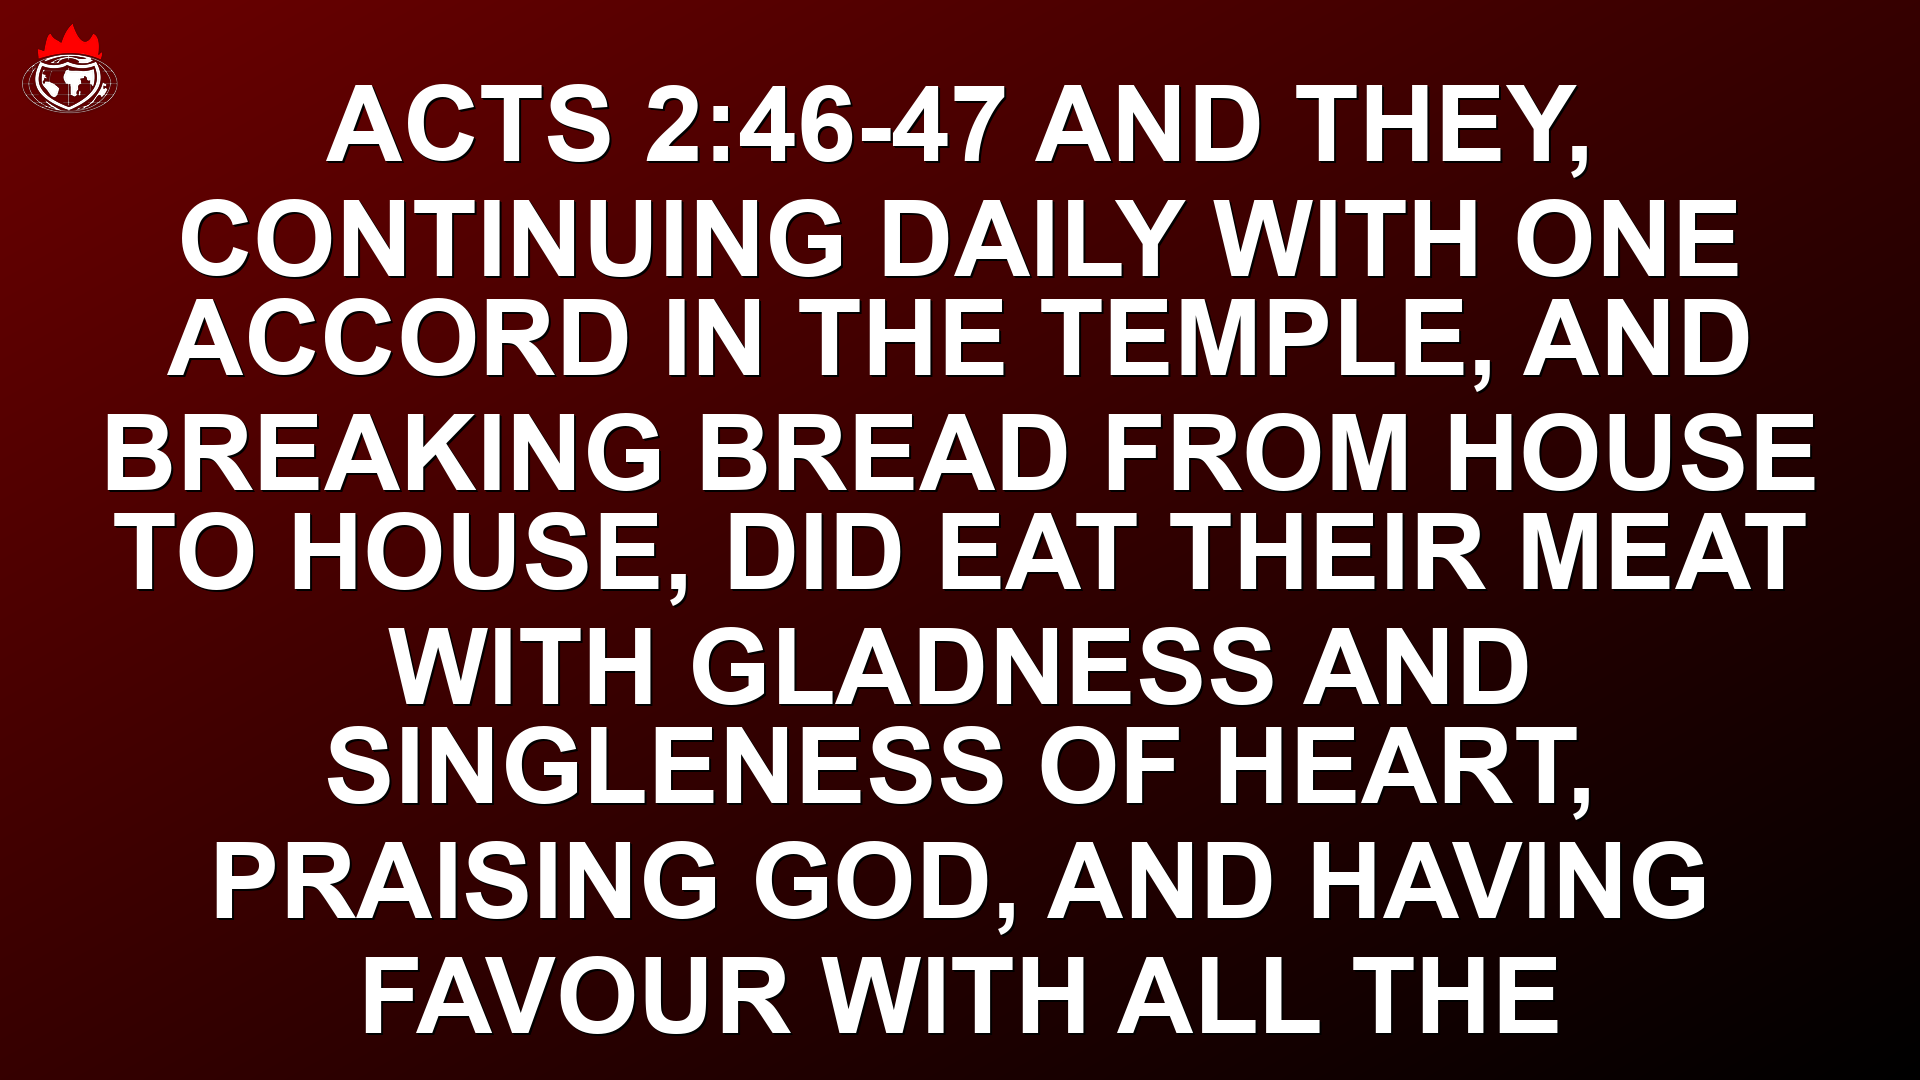 ACTS 2:46-47 AND THEY,
CONTINUING DAILY WITH ONE
ACCORD IN THE TEMPLE, AND
BREAKING BREAD FROM HOUSE
TO HOUSE, DID EAT THEIR MEAT
WITH GLADNESS AND
SINGLENESS OF HEART,
PRAISING GOD, AND HAVING
FAVOUR WITH ALL THE